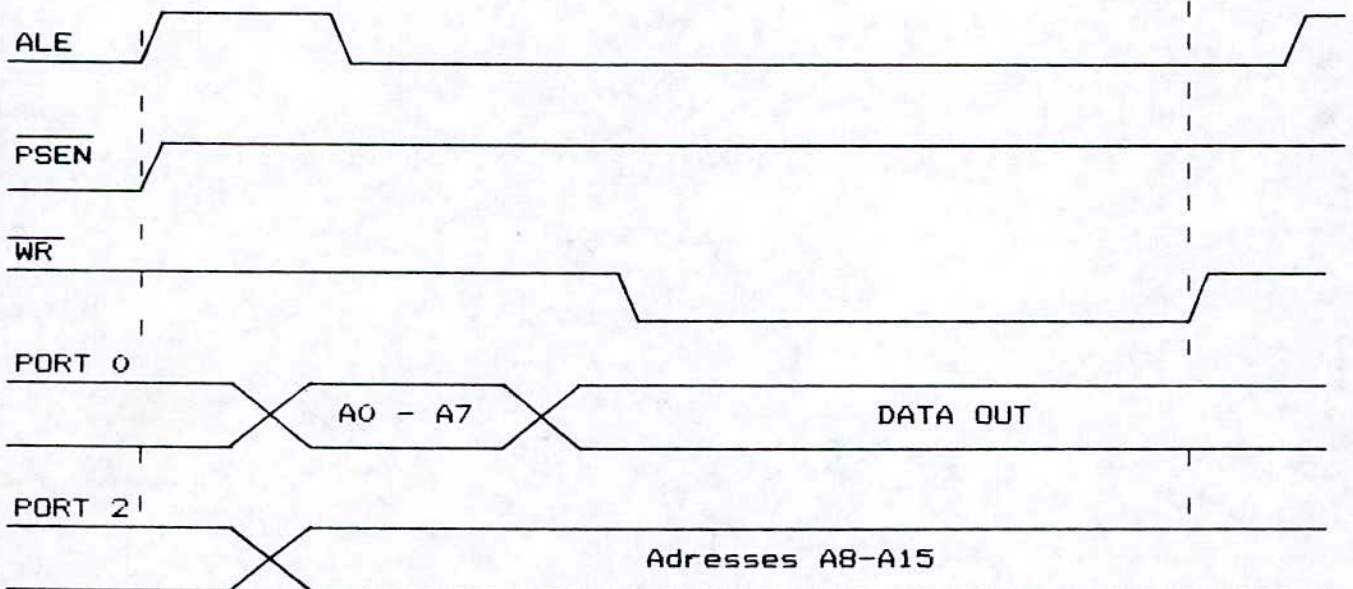 ALE
PSEN
WR
PORT 0
A0 - A7
DATA OUT
PORT 2
Adresses A8-A15